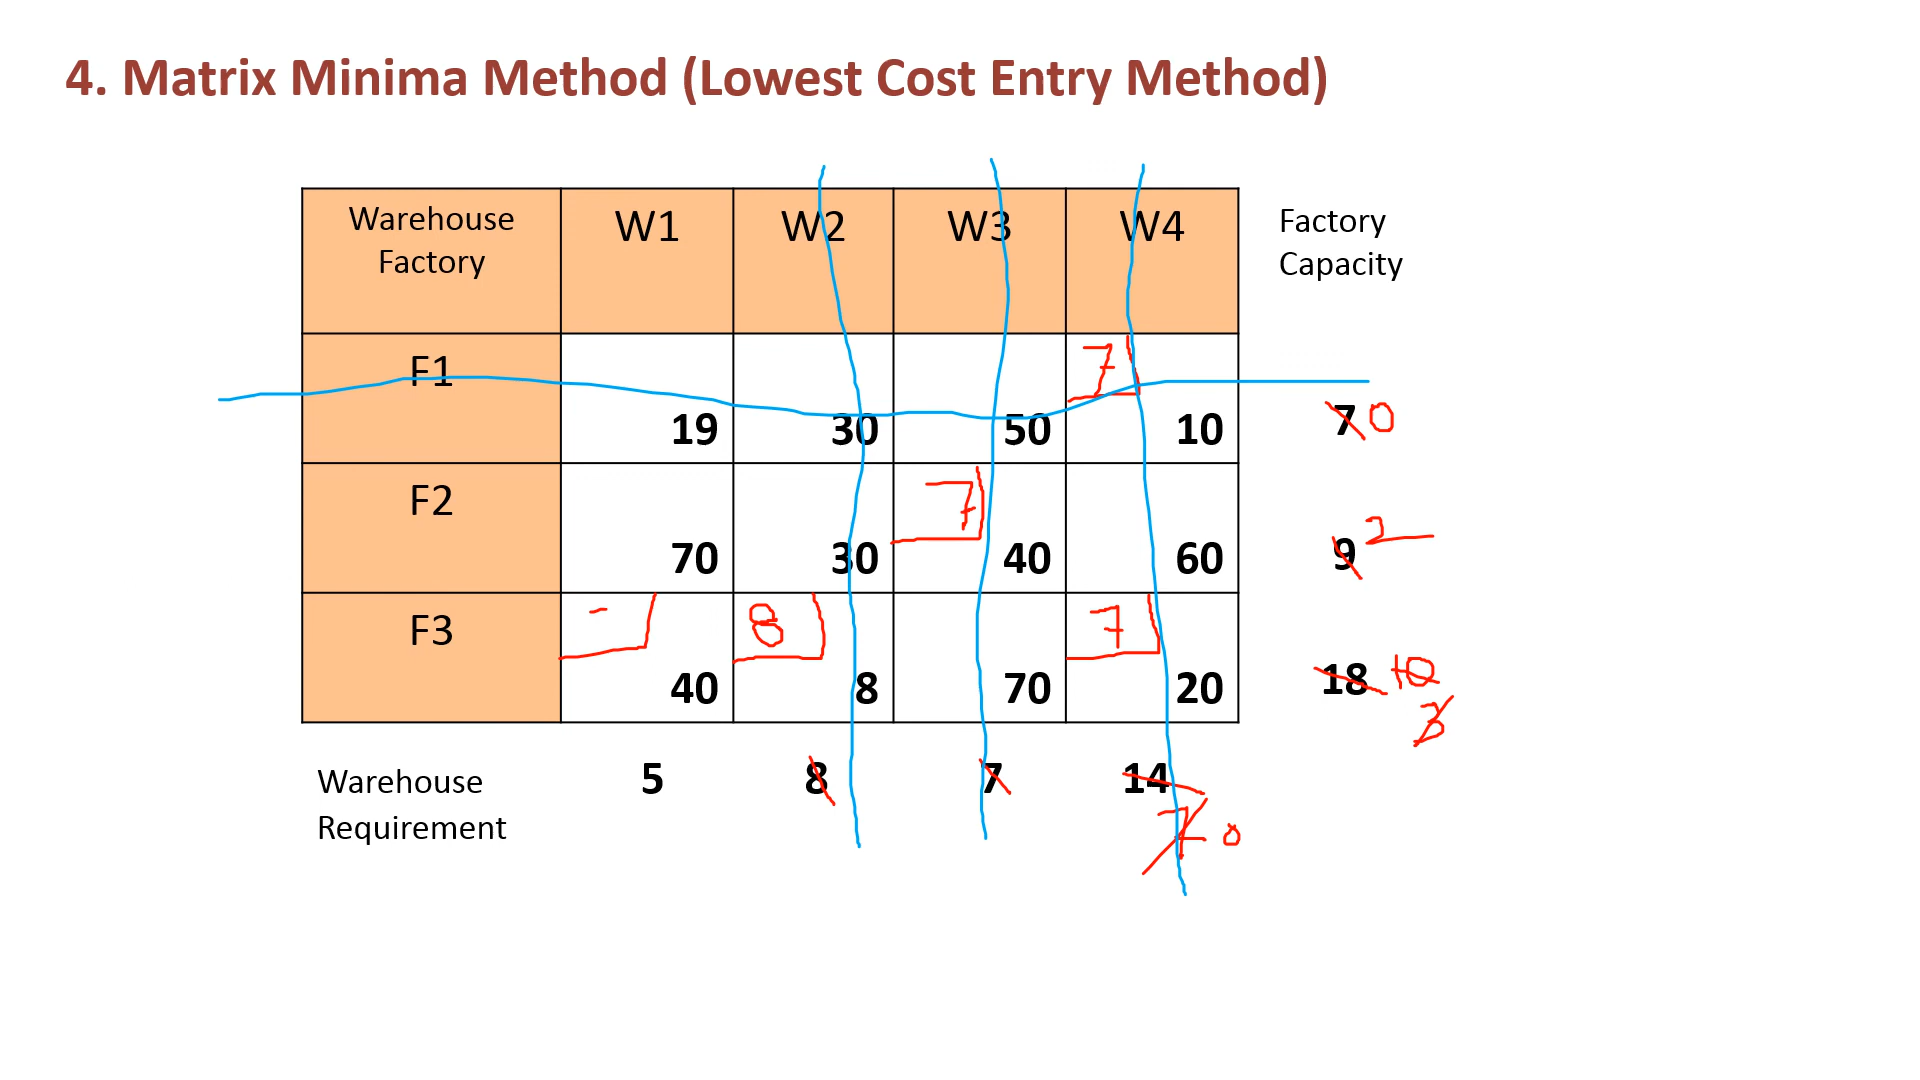 4. Matrix Minima Method (Lowest Cost Entry Method)
Warehouse Factory W1 W2 W3 W4 Factory Capacity
F1 7
19 30 50 10 7 0
F2 7
70 30 40 60 9 2
F3 8 7
40 8 70 20 18 10
3
Warehouse Requirement 5 8 7 14
7 0